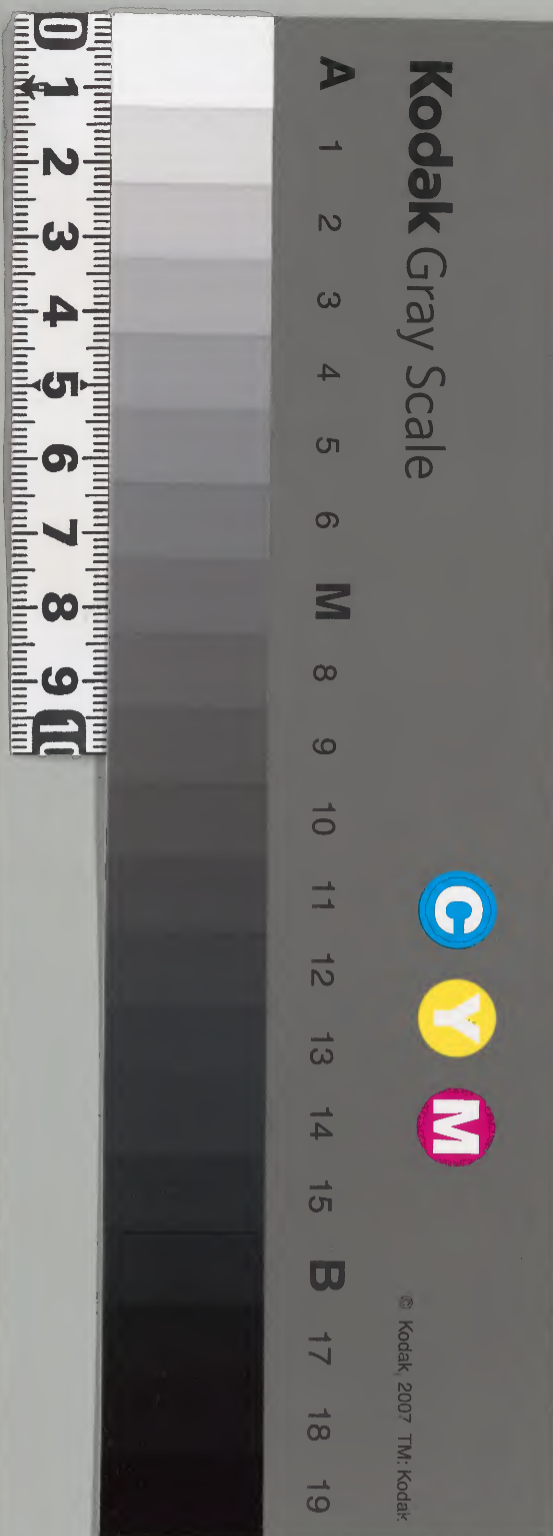 Kodak Gray Scale
C Y M
© Kodak, 2007 TM: Kodak
A 1 2 3 4 5 6 M 8 9 10 11 12 13 14 15 B 17 18 19
0 1 2 3 4 5 6 7 8 9 10